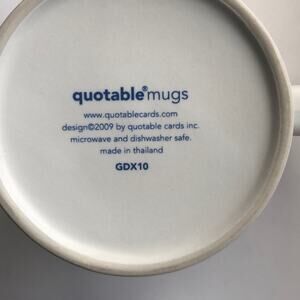 quotable®mugs
www.quotablecards.com
design©2009 by quotable cards inc.
microwave and dishwasher safe.
made in thailand
GDX10